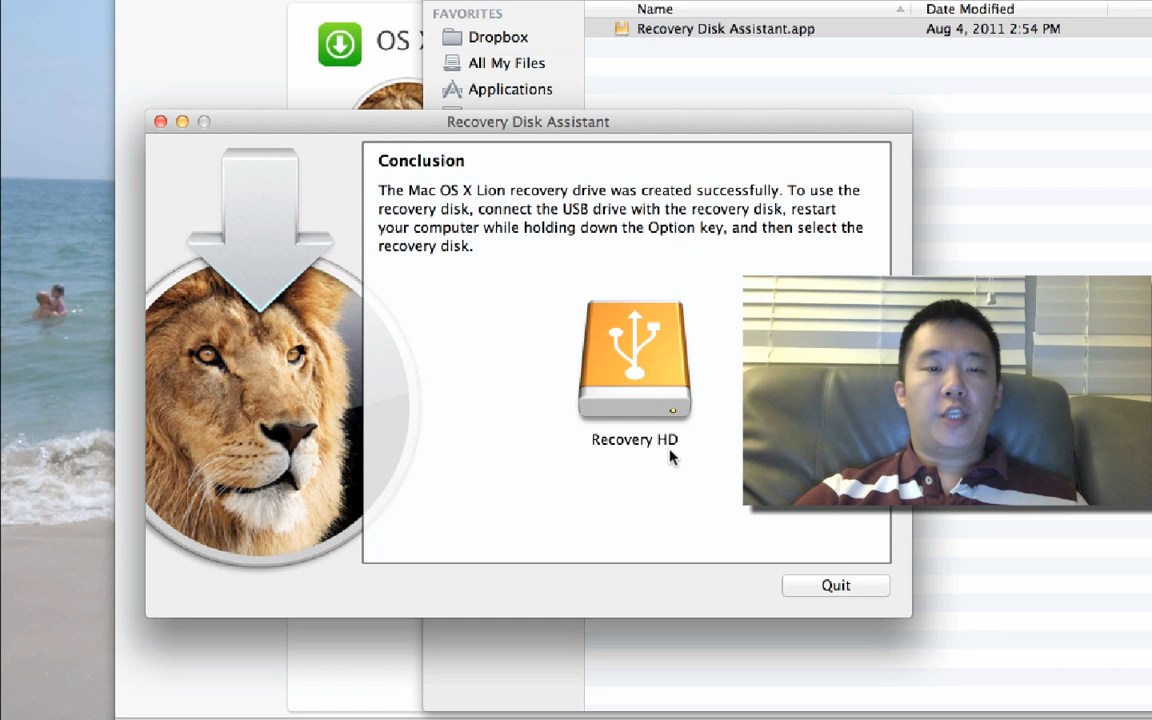 FAVORITES
Dropbox
All My Files
Applications
Name
Date Modified
Recovery Disk Assistant.app
Aug 4, 2011 2:54 PM
OS
Recovery Disk Assistant
Conclusion
The Mac OS X Lion recovery drive was created successfully. To use the
recovery disk, connect the USB drive with the recovery disk, restart
your computer while holding down the Option key, and then select the
recovery disk.
Recovery HD
Quit